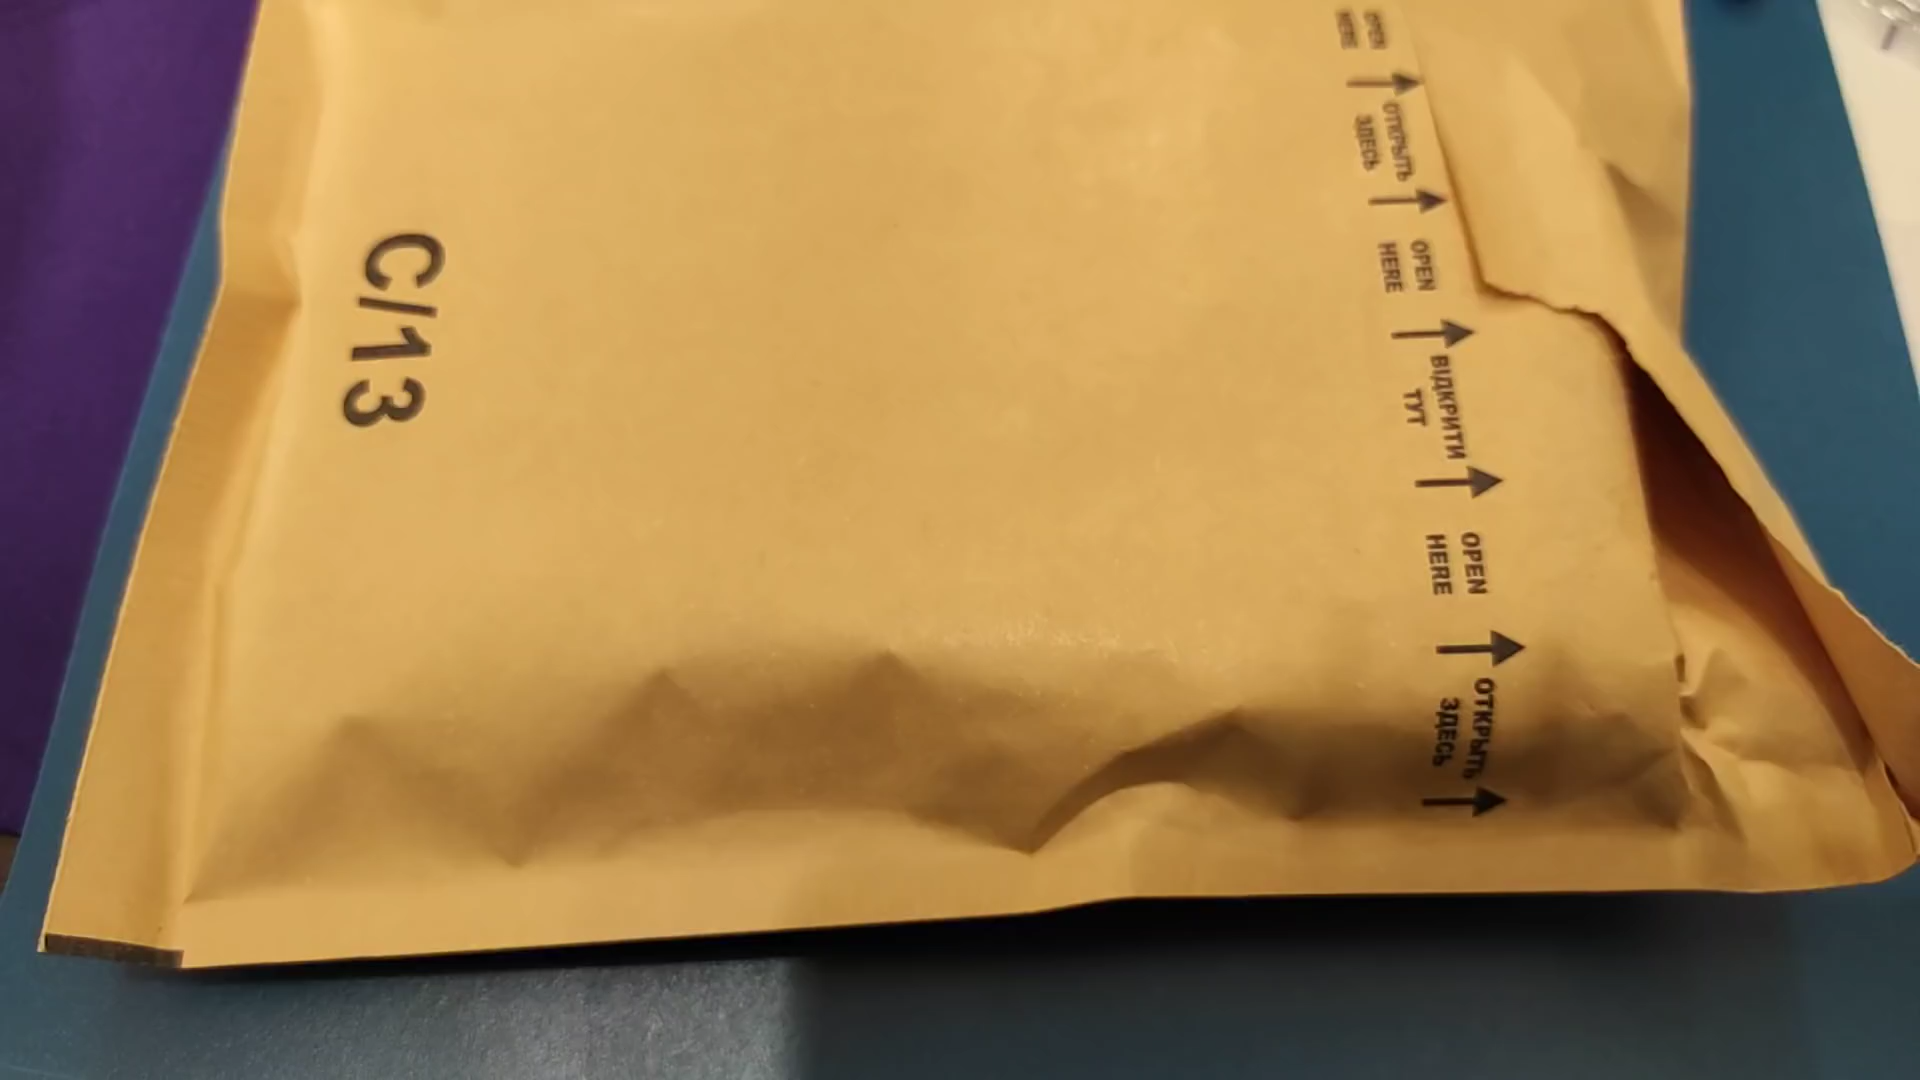 C/13
OPEN
HERE
ОТКРЫТЬ
ЗДЕСЬ
OPEN
HERE
ВІДКРИТИ
ТУТ
OPEN
HERE
ОТКРЫТЬ
ЗДЕСЬ